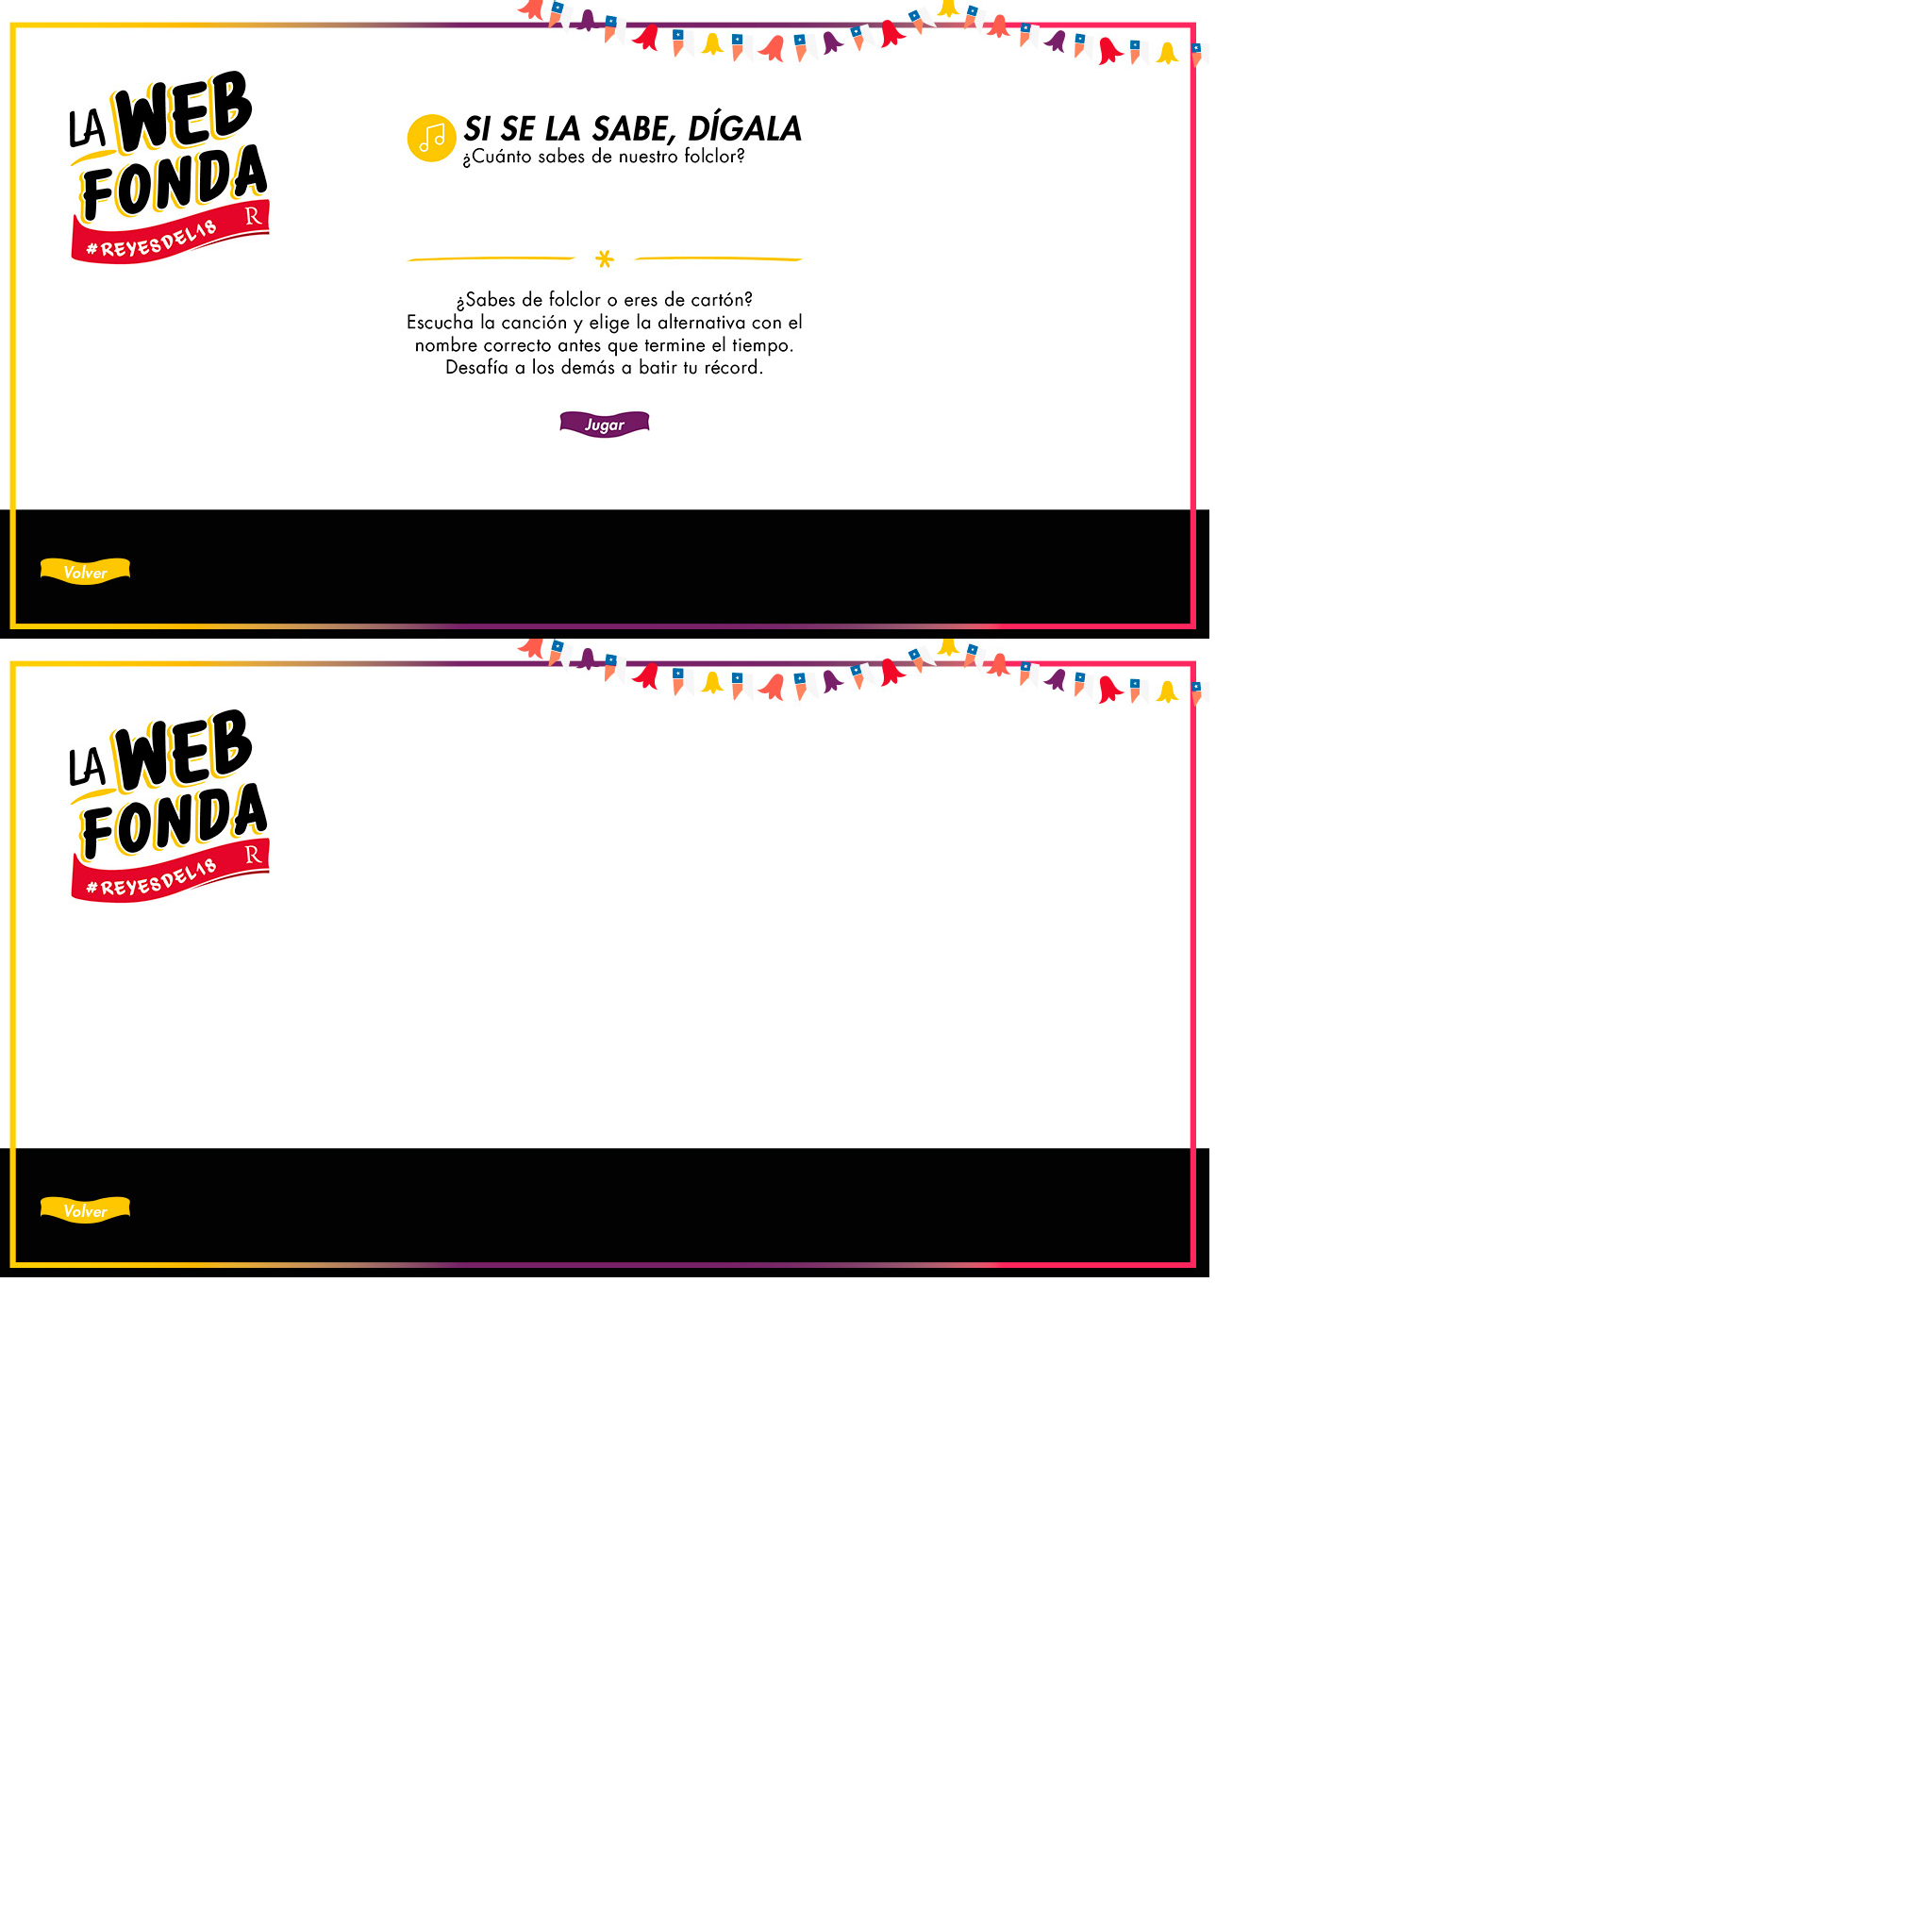 LA WEB
FONDA
#REYESDEL18 R
SI SE LA SABE, DÍGALA
¿Cuánto sabes de nuestro folclor?
¿Sabes de folclor o eres de cartón?
Escucha la canción y elige la alternativa con el
nombre correcto antes que termine el tiempo.
Desafía a los demás a batir tu récord.
Jugar
Volver
LA WEB
FONDA
#REYESDEL18 R
Volver